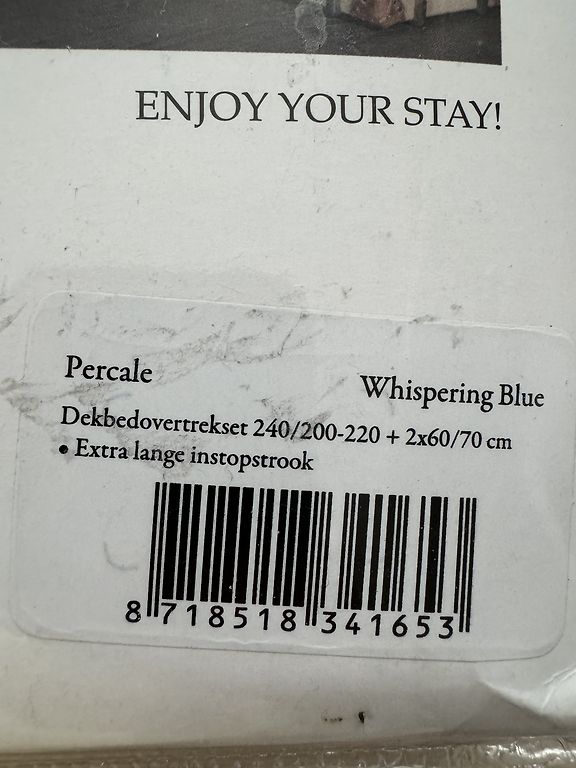 ENJOY YOUR STAY!
Percale
Whispering Blue
Dekbedovertrekset 240/200-220 + 2x60/70 cm
• Extra lange instopstrook
8 718518 341653